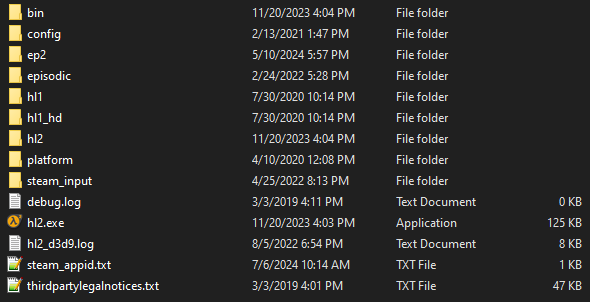 bin 11/20/2023 4:04 PM File folder
config 2/13/2021 1:47 PM File folder
ep2 5/10/2024 5:57 PM File folder
episodic 2/24/2022 5:28 PM File folder
hl1 7/30/2020 10:14 PM File folder
hl1_hd 7/30/2020 10:14 PM File folder
hl2 11/20/2023 4:04 PM File folder
platform 4/10/2020 12:08 PM File folder
steam_input 4/25/2022 8:13 PM File folder
debug.log 3/3/2019 4:11 PM Text Document 0 KB
hl2.exe 11/20/2023 4:03 PM Application 125 KB
hl2_d3d9.log 8/5/2022 6:54 PM Text Document 8 KB
steam_appid.txt 7/6/2024 10:14 AM TXT File 1 KB
thirdpartylegalnotices.txt 3/3/2019 4:01 PM TXT File 47 KB